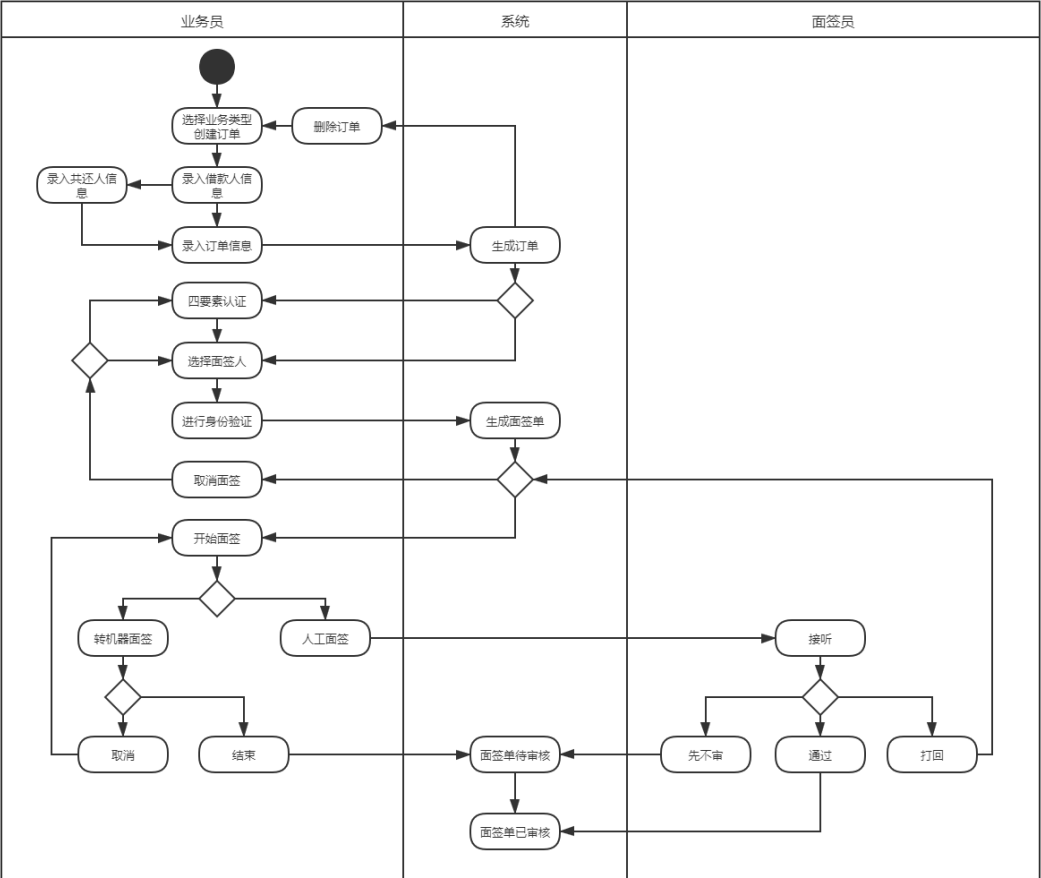 业务员
系统
面签员
选择业务类型
创建订单
删除订单
录入共还人信
息
录入借款人信
息
录入订单信息
生成订单
四要素认证
选择面签人
进行身份验证
生成面签单
取消面签
开始面签
转机器面签
人工面签
接听
取消
结束
面签单待审核
先不审
通过
打回
面签单已审核